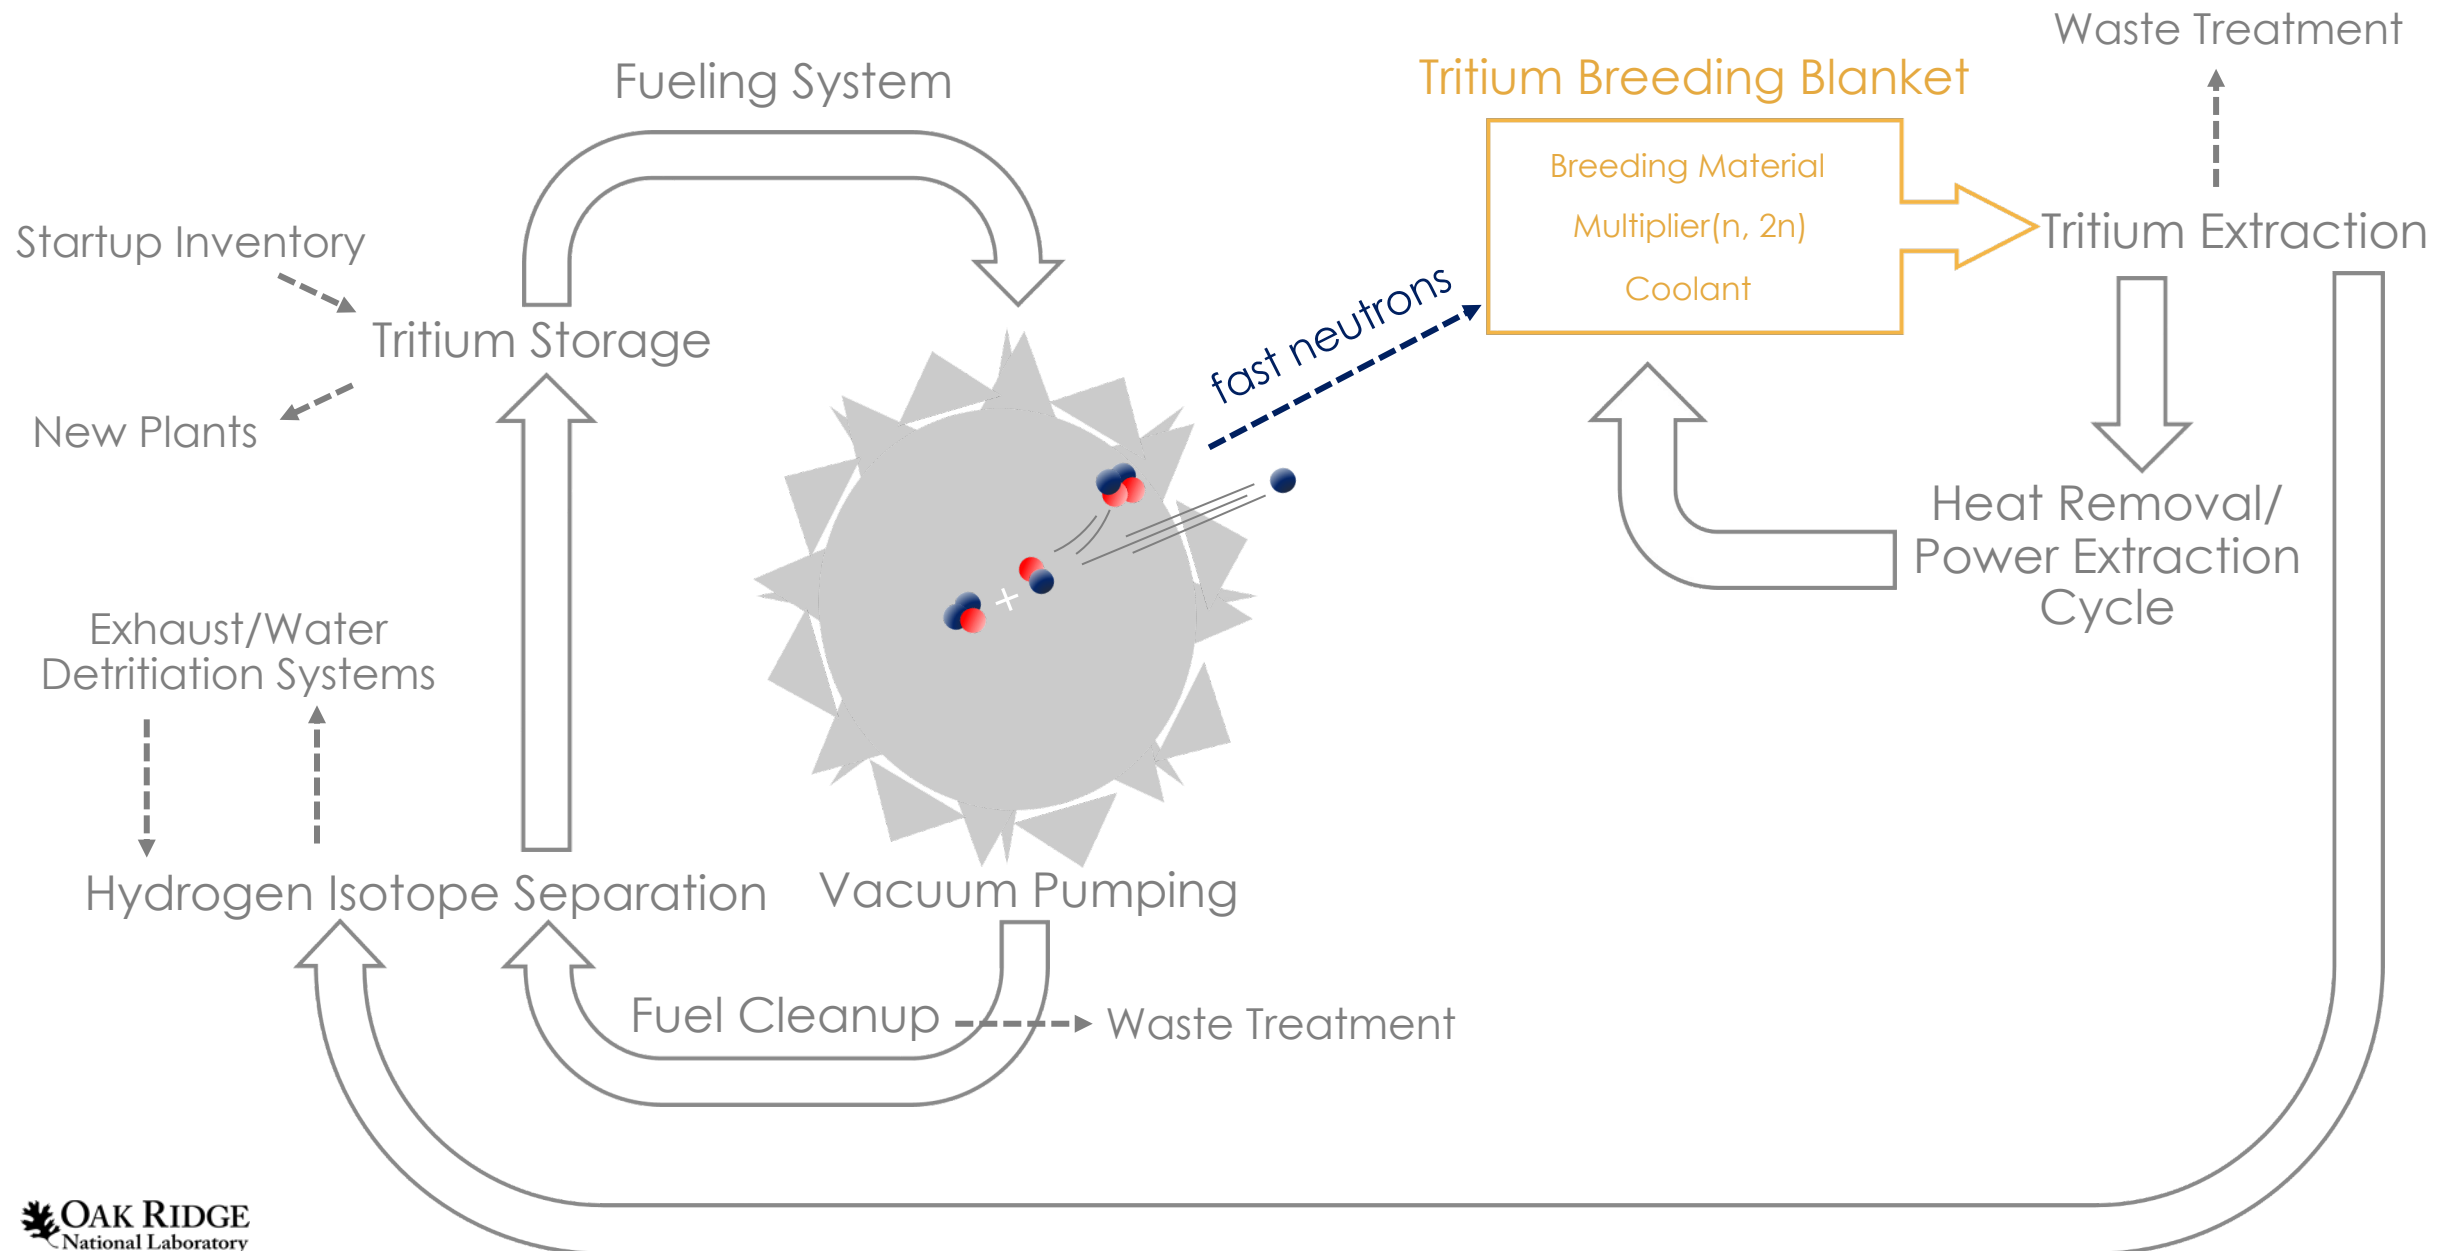 Waste Treatment
Fueling System
Tritium Breeding Blanket
Breeding Material
Multiplier(n, 2n)
Coolant
Startup Inventory
Tritium Extraction
fast neutrons
Tritium Storage
New Plants
Heat Removal/
Power Extraction
Cycle
+
Exhaust/Water
Detritiation Systems
Hydrogen Isotope Separation
Vacuum Pumping
Fuel Cleanup
Waste Treatment
OAK RIDGE
National Laboratory